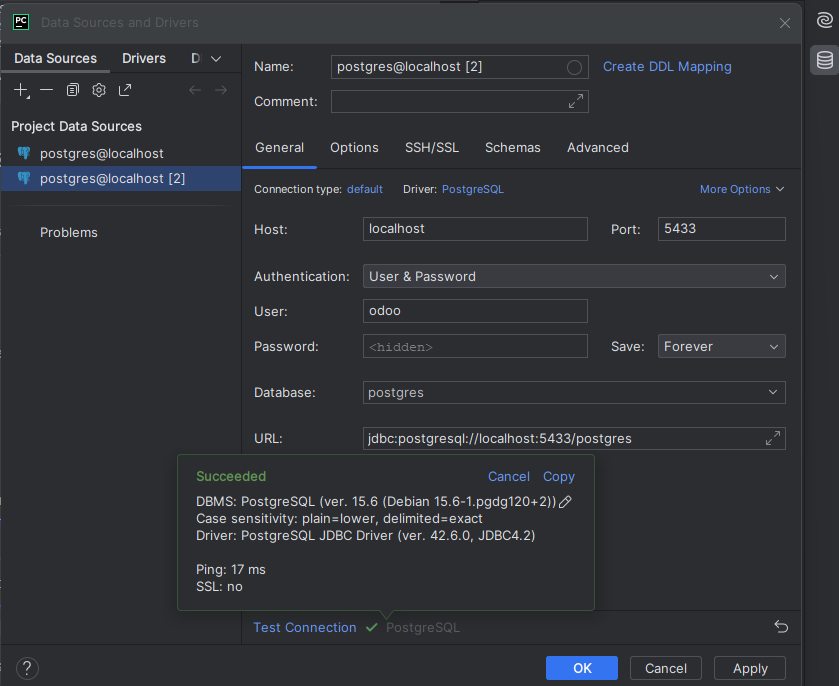 PC Data Sources and Drivers
Data Sources Drivers D
Project Data Sources
postgres@localhost
postgres@localhost [2]
Problems
Name: postgres@localhost [2] Create DDL Mapping
Comment:
General Options SSH/SSL Schemas Advanced
Connection type: default Driver: PostgreSQL More Options
Host: localhost Port: 5433
Authentication: User & Password
User: odoo
Password: <hidden> Save: Forever
Database: postgres
URL: jdbc:postgresql://localhost:5433/postgres
Succeeded Cancel Copy
DBMS: PostgreSQL (ver. 15.6 (Debian 15.6-1.pgdg120+2))
Case sensitivity: plain=lower, delimited=exact
Driver: PostgreSQL JDBC Driver (ver. 42.6.0, JDBC4.2)
Ping: 17 ms
SSL: no
Test Connection PostgreSQL
? OK Cancel Apply